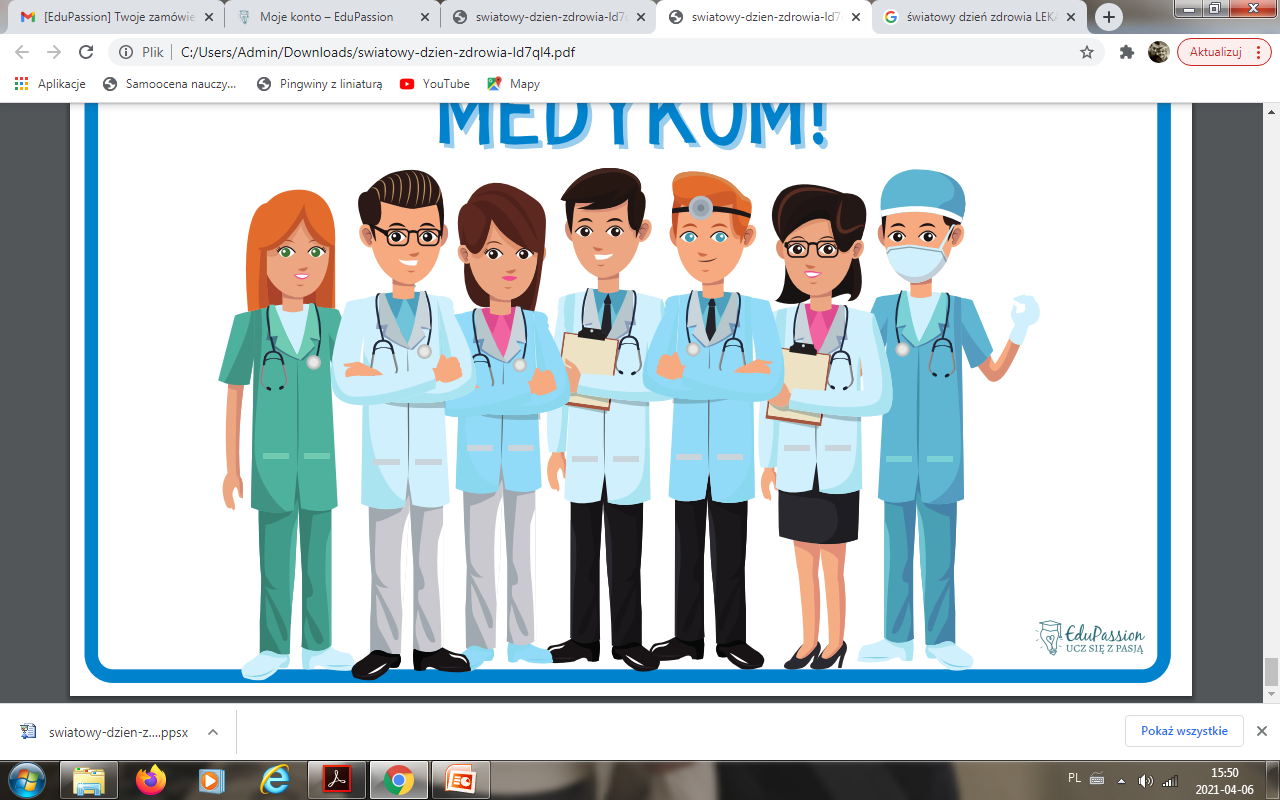 [EduPassion] Twoje zamówie
Moje konto – EduPassion
swiatowy-dzien-zdrowia-ld7q
swiatowy-dzien-zdrowia-ld7
światowy dzień zdrowia LEKA
Plik
C:/Users/Admin/Downloads/swiatowy-dzien-zdrowia-ld7ql4.pdf
Aktualizuj
Aplikacje
Samoocena nauczy...
Pingwiny z liniaturą
YouTube
Mapy
MEDYKOM!
EduPassion
UCZ SIĘ Z PASJĄ
swiatowy-dzien-z....ppsx
Pokaż wszystkie
PL
15:50
2021-04-06